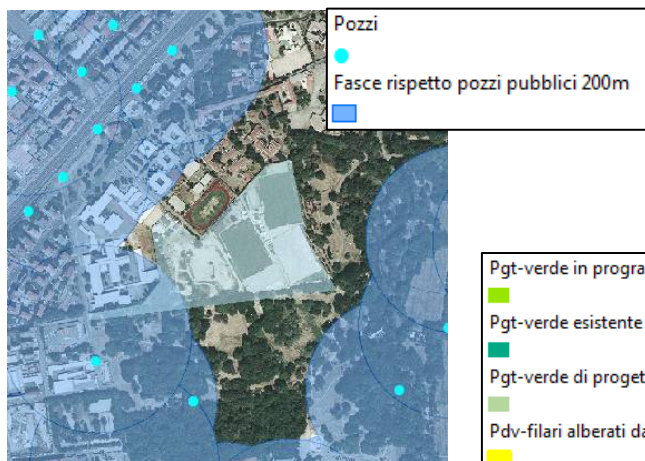 Pozzi
Fasce rispetto pozzi pubblici 200m
Pgt-verde in progra
Pgt-verde esistente
Pgt-verde di proget
Pdv-filari alberati da